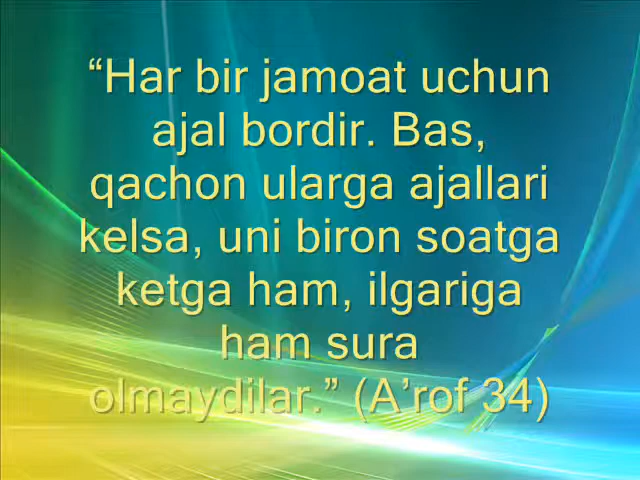 “Har bir jamoat uchun
ajal bordir. Bas,
qachon ularga ajallari
kelsa, uni biron soatga
ketga ham, ilgariga
ham sura
olmaydilar.” (A’rof 34)